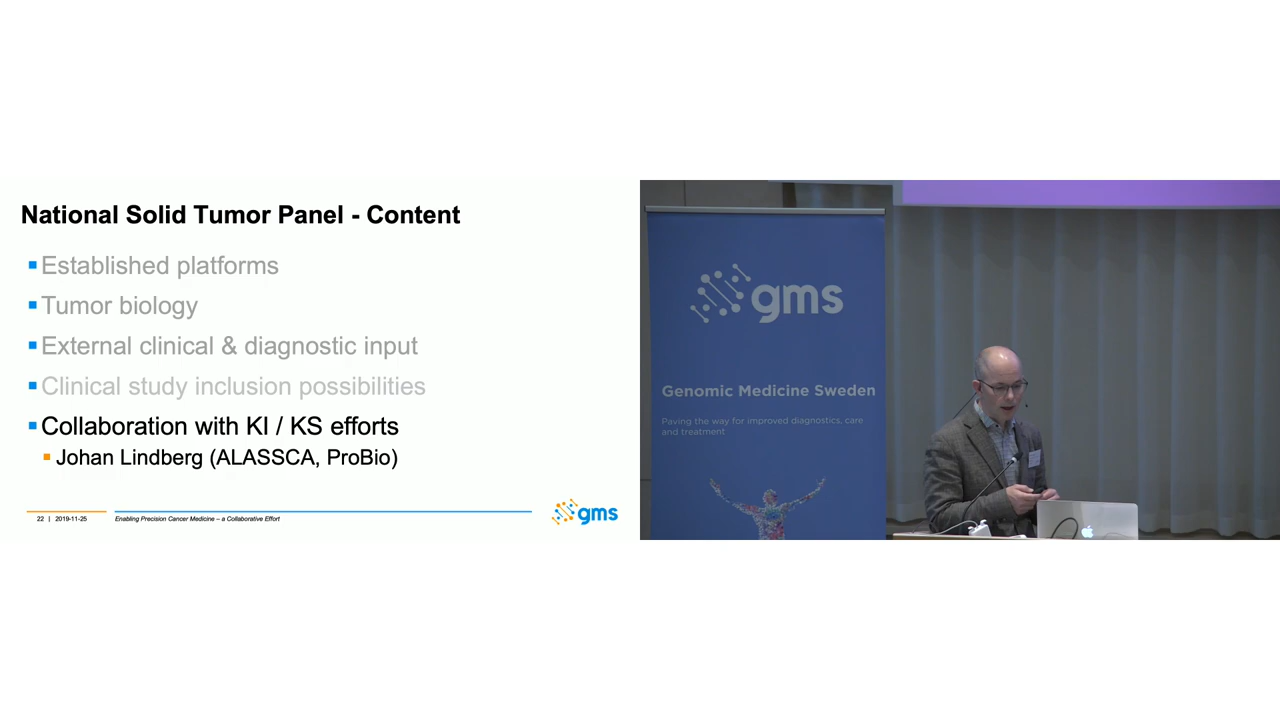 National Solid Tumor Panel - Content
Established platforms
Tumor biology
External clinical & diagnostic input
Clinical study inclusion possibilities
Collaboration with KI / KS efforts
Johan Lindberg (ALASSCA, ProBio)
22 | 2019-11-25 Enabling Precision Cancer Medicine – a Collaborative Effort
gms
gms
Genomic Medicine Sweden
Paving the way for improved diagnostics, care
and treatment